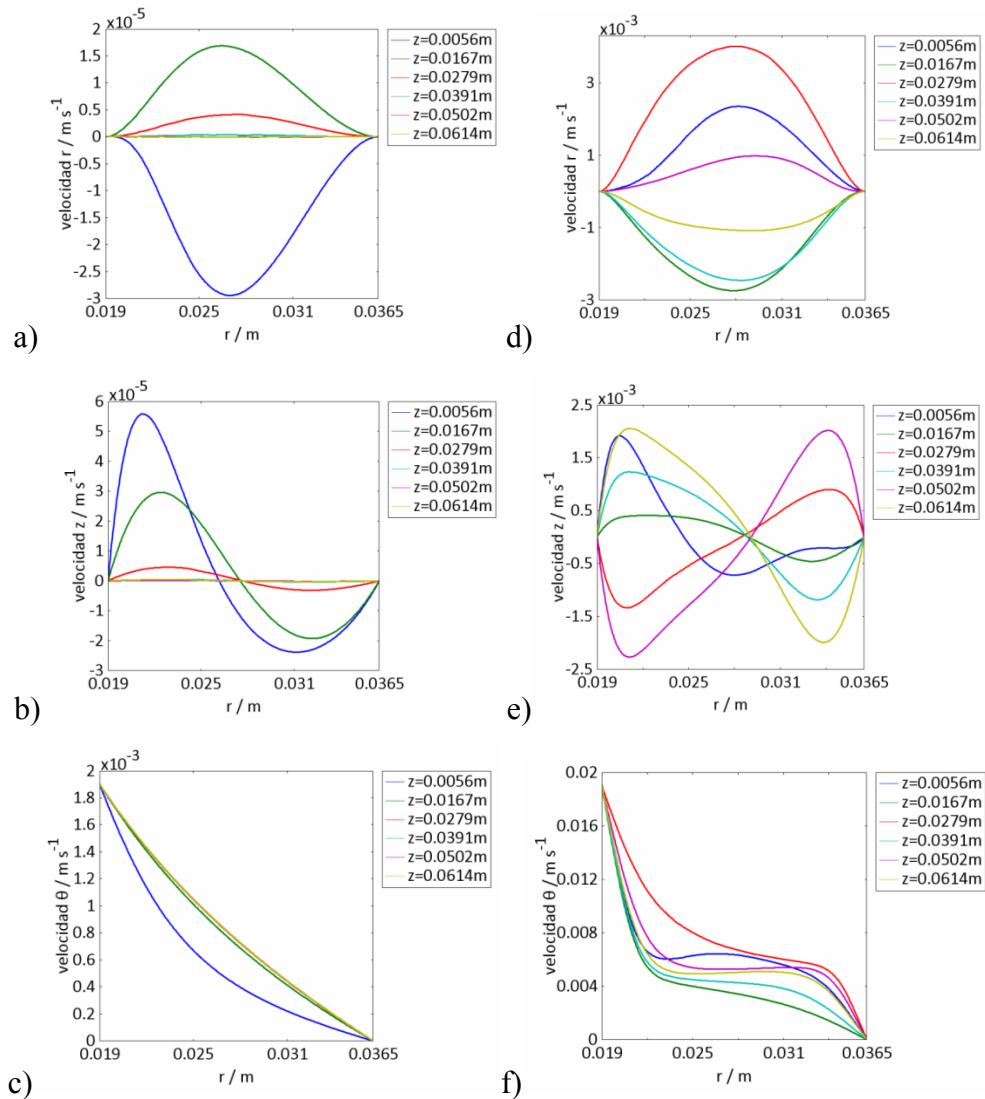 x10⁻⁵
2
1.5
1
0.5
0
-0.5
-1
-1.5
-2
-2.5
-3
0.019 0.025 0.031 0.0365
velocidad r / m s⁻¹
r / m
z=0.0056m
z=0.0167m
z=0.0279m
z=0.0391m
z=0.0502m
z=0.0614m
a)
x10⁻³
3
1
-1
-3
0.019 0.025 0.031 0.0365
velocidad r / m s⁻¹
r / m
z=0.0056m
z=0.0167m
z=0.0279m
z=0.0391m
z=0.0502m
z=0.0614m
d)
x10⁻⁵
6
5
4
3
2
1
0
-1
-2
-3
0.019 0.025 0.031 0.0365
velocidad z / m s⁻¹
r / m
z=0.0056m
z=0.0167m
z=0.0279m
z=0.0391m
z=0.0502m
z=0.0614m
b)
x10⁻³
2.5
1.5
0.5
-0.5
-1.5
-2.5
0.019 0.025 0.031 0.0365
velocidad z / m s⁻¹
r / m
z=0.0056m
z=0.0167m
z=0.0279m
z=0.0391m
z=0.0502m
z=0.0614m
e)
x10⁻³
2
1.8
1.6
1.4
1.2
1
0.8
0.6
0.4
0.2
0
0.019 0.025 0.031 0.0365
velocidad θ / m s⁻¹
r / m
z=0.0056m
z=0.0167m
z=0.0279m
z=0.0391m
z=0.0502m
z=0.0614m
c)
0.02
0.016
0.012
0.008
0.004
0
0.019 0.025 0.031 0.0365
velocidad θ / m s⁻¹
r / m
z=0.0056m
z=0.0167m
z=0.0279m
z=0.0391m
z=0.0502m
z=0.0614m
f)